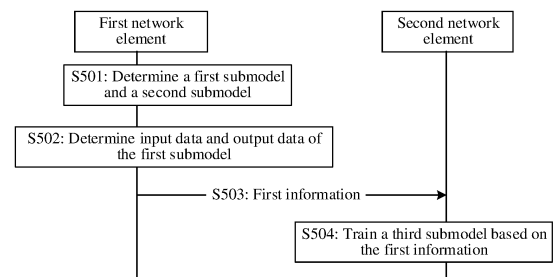 First network
element
Second network
element
S501: Determine a first submodel
and a second submodel
S502: Determine input data and output data of
the first submodel
S503: First information
S504: Train a third submodel based on
the first information